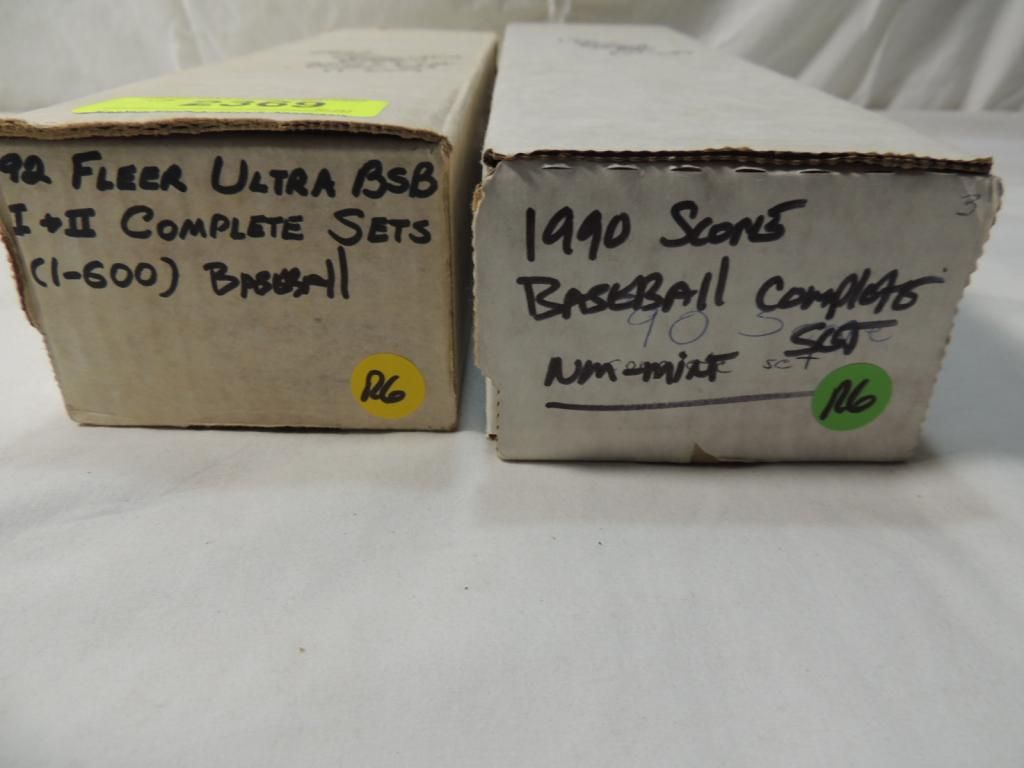 2369
92 FLEER ULTRA BSB
I + II COMPLETE SETS
(1-600) BASEBALL
R6
3
1990 SCORE
BASEBALL COMPLETE
90 S
SET
NM-MINT SET
R6